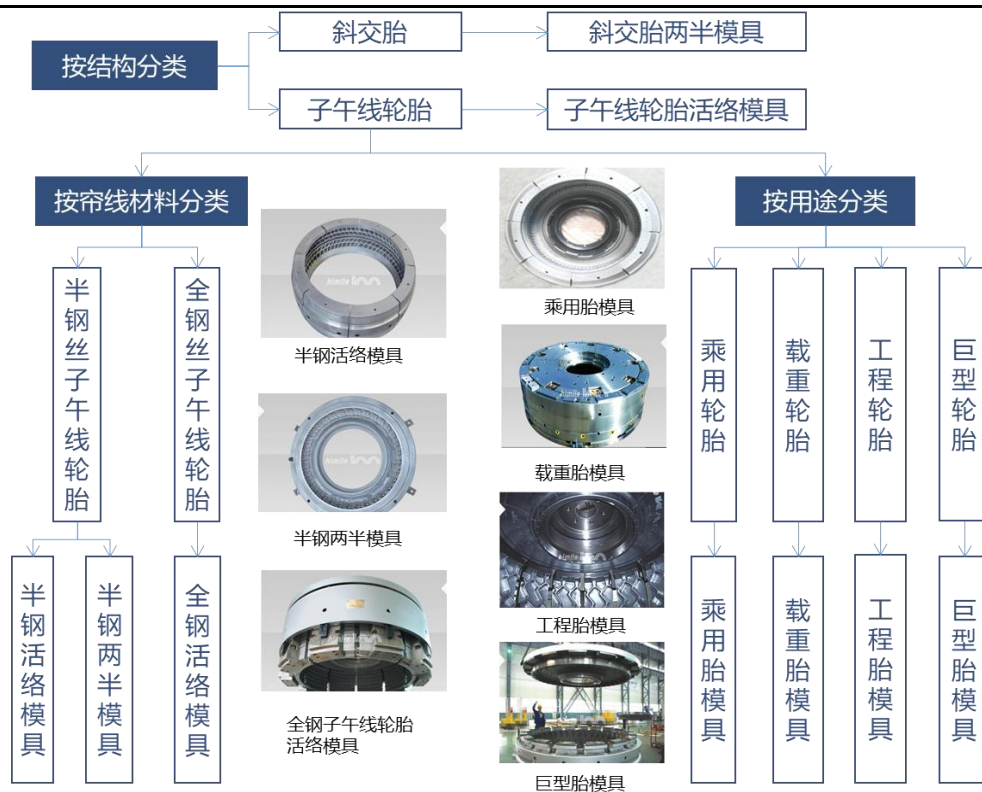 斜交胎
斜交胎两半模具
按结构分类
子午线轮胎
子午线轮胎活络模具
按帘线材料分类
按用途分类
半钢丝子午线轮胎
全钢丝子午线轮胎
半钢活络模具
半钢两半模具
全钢活络模具
himile
半钢活络模具
himile
半钢两半模具
himile
全钢子午线轮胎
活络模具
乘用胎模具
himile
载重胎模具
himile
工程胎模具
巨型胎模具
乘用轮胎
载重轮胎
工程轮胎
巨型轮胎
乘用胎模具
载重胎模具
工程胎模具
巨型胎模具